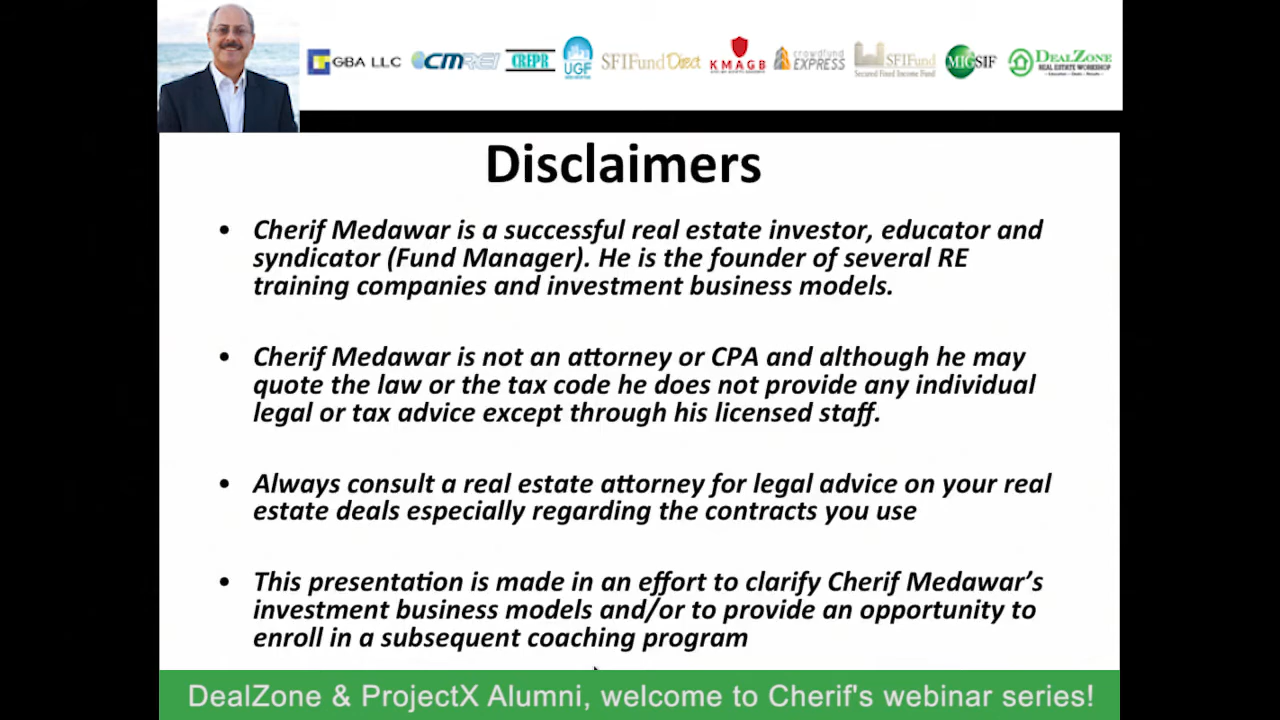 GBA LLC CMREI CREPR UGF SFIFund Direct KMAGB crowdfund EXPRESS SFIFund Secured Fixed Income Fund MIGSIF DEALZONE REAL ESTATE WORKSHOP
Disclaimers
• Cherif Medawar is a successful real estate investor, educator and
syndicator (Fund Manager). He is the founder of several RE
training companies and investment business models.
• Cherif Medawar is not an attorney or CPA and although he may
quote the law or the tax code he does not provide any individual
legal or tax advice except through his licensed staff.
• Always consult a real estate attorney for legal advice on your real
estate deals especially regarding the contracts you use
• This presentation is made in an effort to clarify Cherif Medawar's
investment business models and/or to provide an opportunity to
enroll in a subsequent coaching program
DealZone & ProjectX Alumni, welcome to Cherif's webinar series!